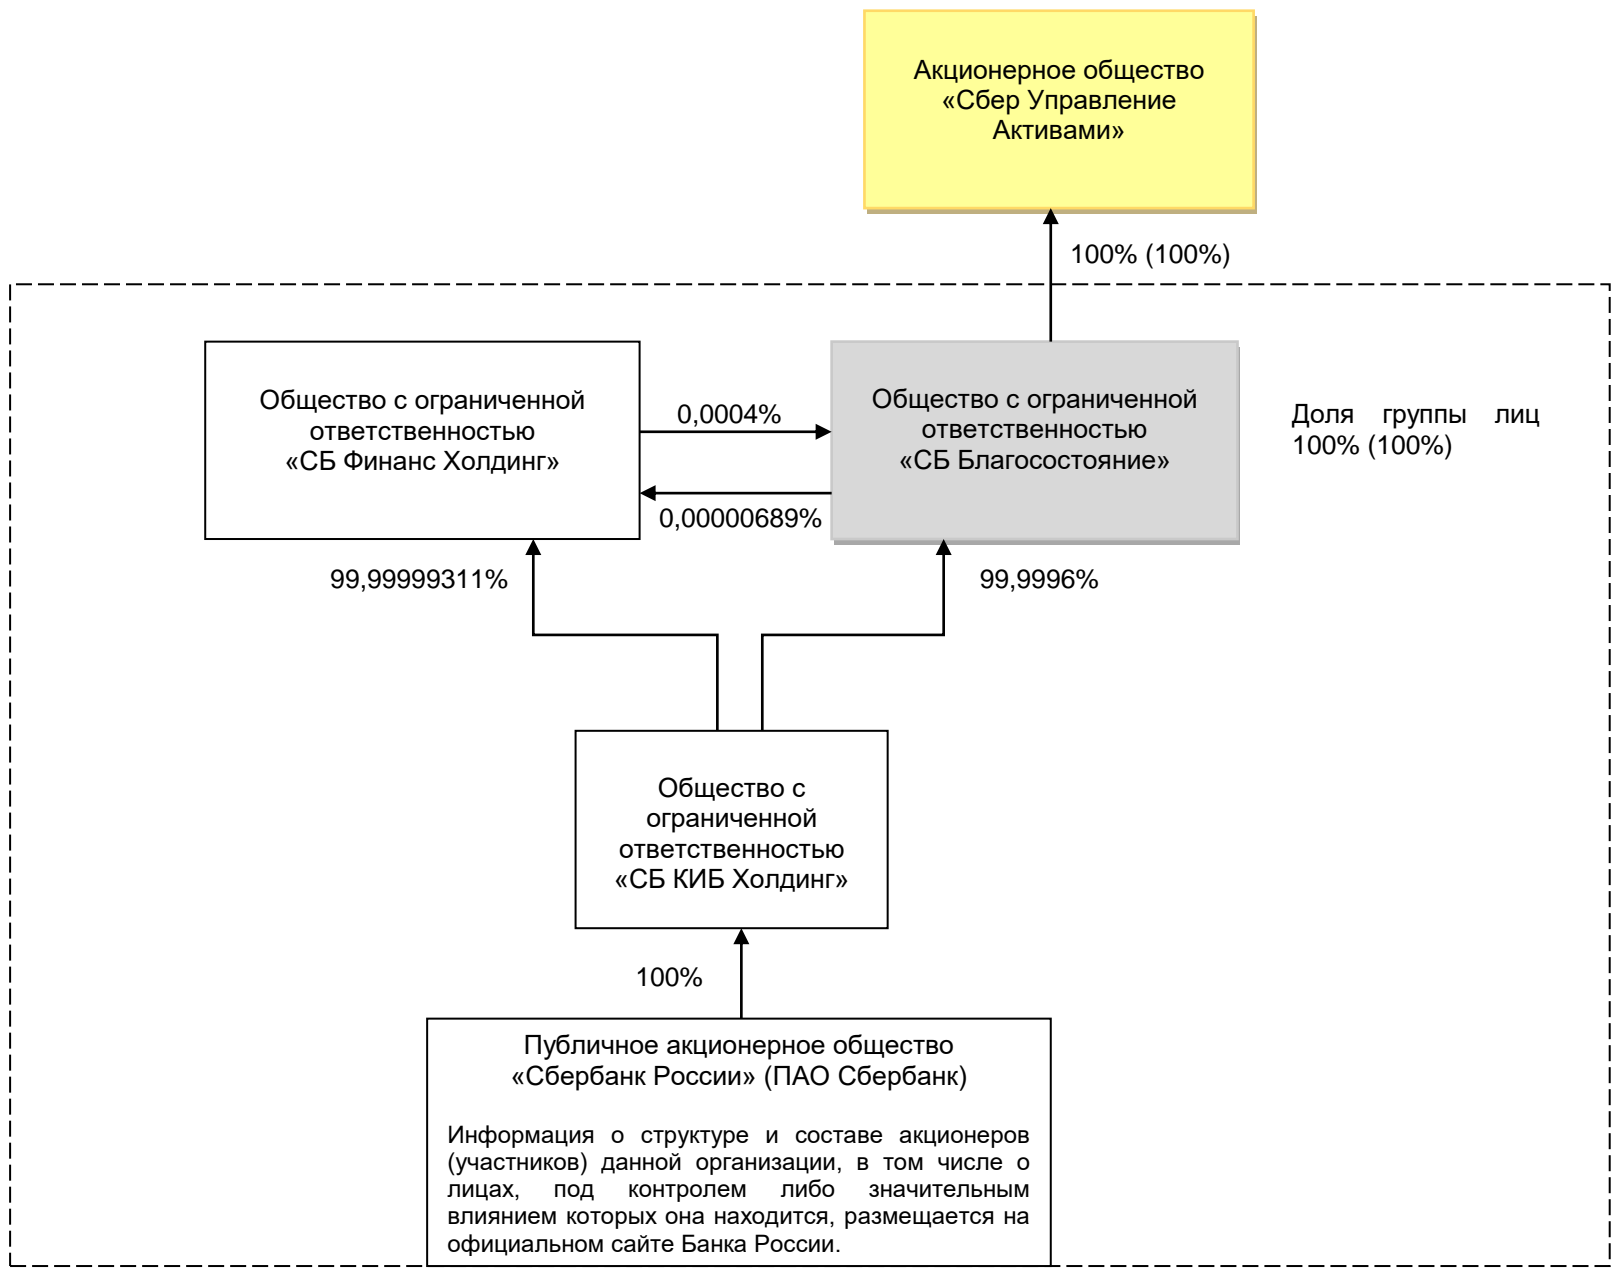 Акционерное общество
«Сбер Управление
Активами»
100% (100%)
Общество с ограниченной
ответственностью
«СБ Финанс Холдинг»
0,0004%
0,00000689%
Общество с ограниченной
ответственностью
«СБ Благосостояние»
Доля группы лиц
100% (100%)
99,99999311%
99,9996%
Общество с
ограниченной
ответственностью
«СБ КИБ Холдинг»
100%
Публичное акционерное общество
«Сбербанк России» (ПАО Сбербанк)
Информация о структуре и составе акционеров
(участников) данной организации, в том числе о
лицах, под контролем либо значительным
влиянием которых она находится, размещается на
официальном сайте Банка России.